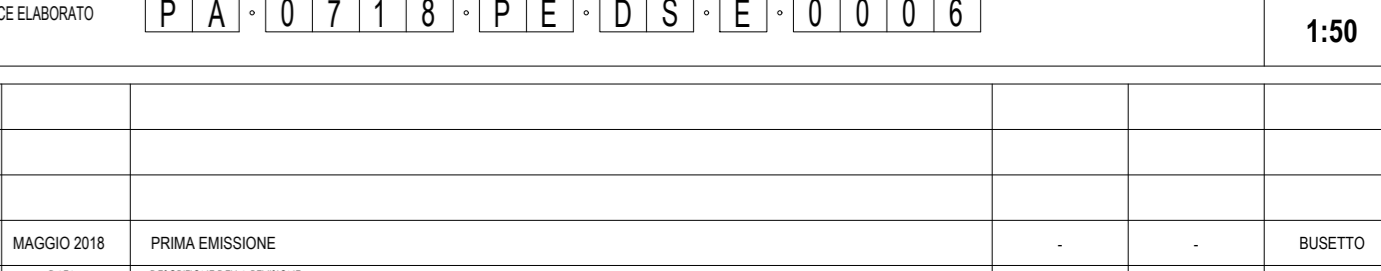 CE ELABORATO P A ° 0 7 1 8 ° P E ° D S ° E ° 0 0 0 6
1:50
MAGGIO 2018 PRIMA EMISSIONE - - BUSETTO